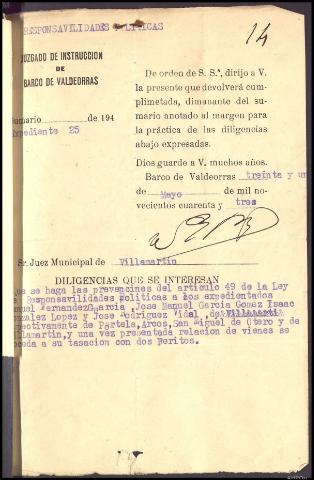 RESPONSAVILIDADES POLITICAS
14
JUZGADO DE INSTRUCCION
DE
BARCO DE VALDEORRAS
Sumario de 194
Expediente 25
De orden de S. Sª, dirijo a V.
la presente que devolverá cum-
plimetada, dimanante del su-
mario anotado al margen para
la práctica de las diligencias
abajo expresadas.
Dios guarde a V. muchos años.
Barco de Valdeorras treinta y un
de Mayo de mil no-
vecientos cuarenta y tres
Sr. Juez Municipal de Villamartin
DILIGENCIAS QUE SE INTERESAN
que se haga las prevenciones del articulo 49 de la Ley
de Responsavilidades politicas a los expedientados
Manuel Fernandez Garcia, Jose Manuel Garcia Gomez Isaac
Gonzalez Lopez y Jose Rodriguez Vidal, de Villamartin
respectivamente de Portela, Arcos, San Miguel de Otero y de
Villamartin, y una vez presentada relacion de vienes se
proceda a su tasacion con dos Peritos.